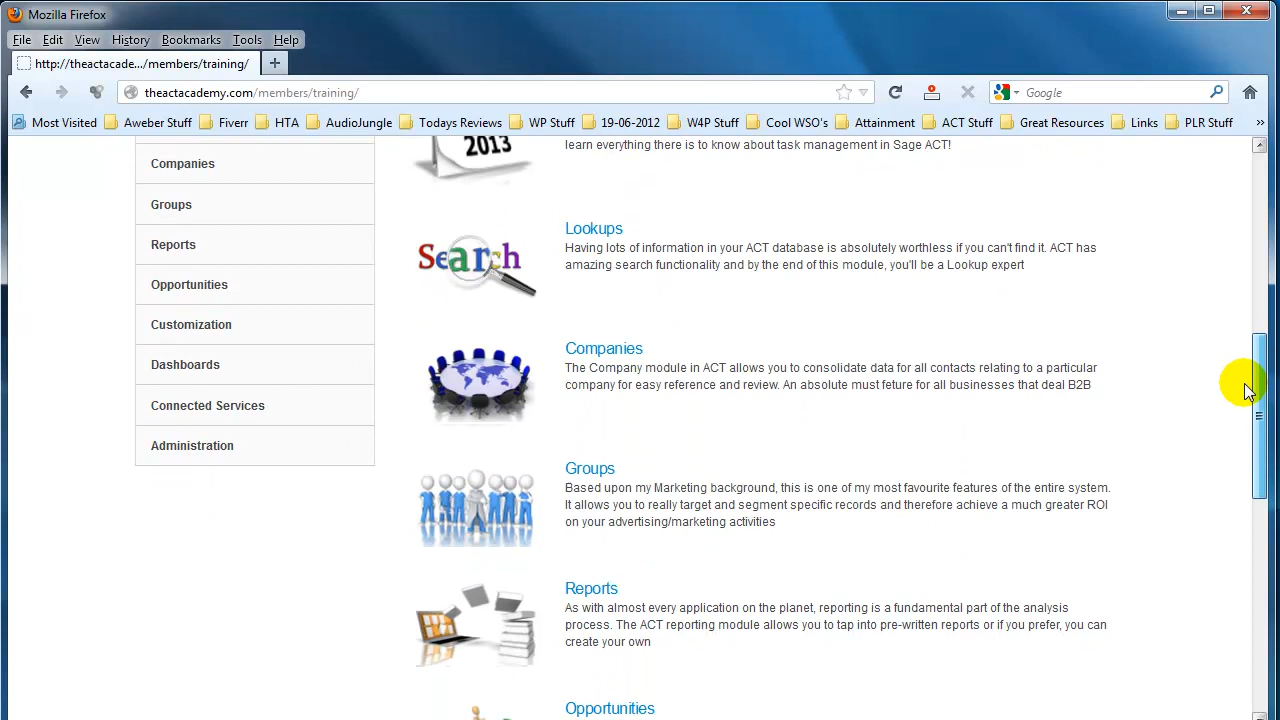 Mozilla Firefox
File Edit View History Bookmarks Tools Help
http://theactacade.../members/training/
theactacademy.com/members/training/
Google
Most Visited Aweber Stuff Fiverr HTA AudioJungle Todays Reviews WP Stuff 19-06-2012 W4P Stuff Cool WSO's Attainment ACT Stuff Great Resources Links PLR Stuff »
Companies
Groups
Reports
Opportunities
Customization
Dashboards
Connected Services
Administration
2013
learn everything there is to know about task management in Sage ACT!
Search
Lookups
Having lots of information in your ACT database is absolutely worthless if you can't find it. ACT has
amazing search functionality and by the end of this module, you'll be a Lookup expert
Companies
The Company module in ACT allows you to consolidate data for all contacts relating to a particular
company for easy reference and review. An absolute must feture for all businesses that deal B2B
Groups
Based upon my Marketing background, this is one of my most favourite features of the entire system.
It allows you to really target and segment specific records and therefore achieve a much greater ROI
on your advertising/marketing activities
Reports
As with almost every application on the planet, reporting is a fundamental part of the analysis
process. The ACT reporting module allows you to tap into pre-written reports or if you prefer, you can
create your own
Opportunities